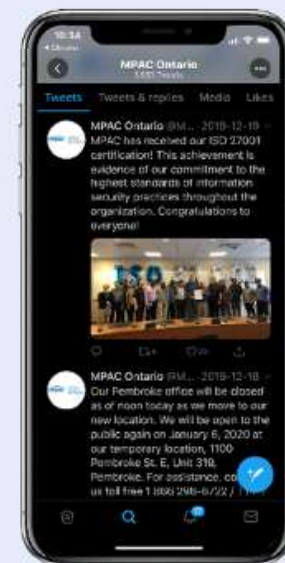 MPAC Ontario
Tweets Tweets & replies Media Likes
MPAC Ontario @M... · 2019-12-19
MPAC has received our ISO 27001
certification! This achievement is
evidence of our commitment to the
highest standards of information
security practices throughout the
organization. Congratulations to
everyone!
ISO
MPAC Ontario @M... · 2019-12-18
Our Pembroke office will be closed
as of noon today as we move to our
new location. We will be open to the
public again on January 6, 2020 at
our temporary location, 1100
Pembroke St. E, Unit 318,
Pembroke. For assistance,
us toll free 1 866 296-6722 /